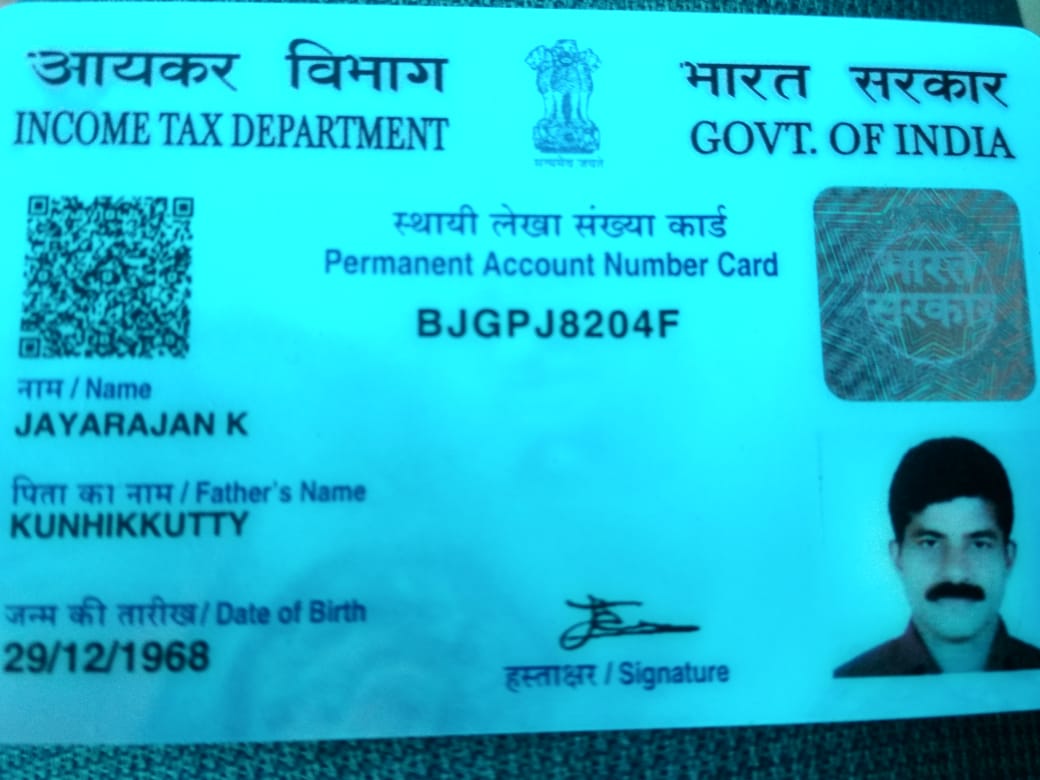 आयकर विभाग
INCOME TAX DEPARTMENT
भारत सरकार
GOVT. OF INDIA
सत्यमेव जयते
स्थायी लेखा संख्या कार्ड
Permanent Account Number Card
BJGPJ8204F
भारत
सरकार
नाम / Name
JAYARAJAN K
पिता का नाम / Father's Name
KUNHIKKUTTY
जन्म की तारीख / Date of Birth
29/12/1968
हस्ताक्षर / Signature